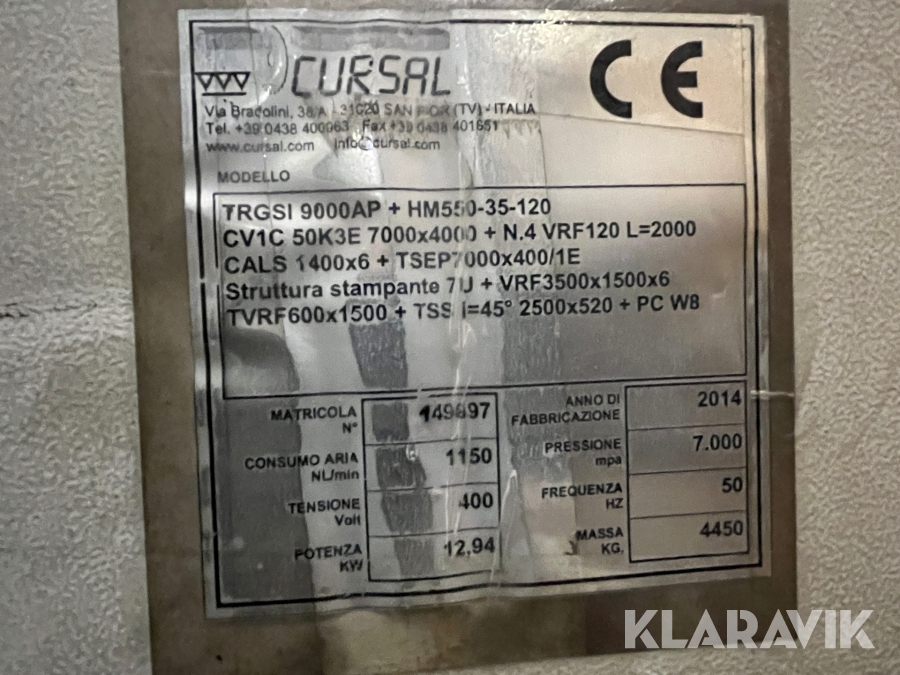 CURSAL
CE
Via Bradolini, 38/A - 31020 SAN FIOR (TV) - ITALIA
Tel. +39 0438 400963 Fax +39 0438 401851
www.cursal.com info@cursal.com
MODELLO
TRGSI 9000AP + HM550-35-120
CV1C 50K3E 7000x4000 + N.4 VRF120 L=2000
CALS 1400x6 + TSEP7000x400/1E
Struttura stampante 7U + VRF3500x1500x6
TVRF600x1500 + TSS i=45° 2500x520 + PC W8
MATRICOLA N° 149897
ANNO DI FABBRICAZIONE 2014
CONSUMO ARIA NL/min 1150
PRESSIONE mpa 7.000
TENSIONE Volt 400
FREQUENZA HZ 50
POTENZA KW 12,94
MASSA KG. 4450
KLARAVIK